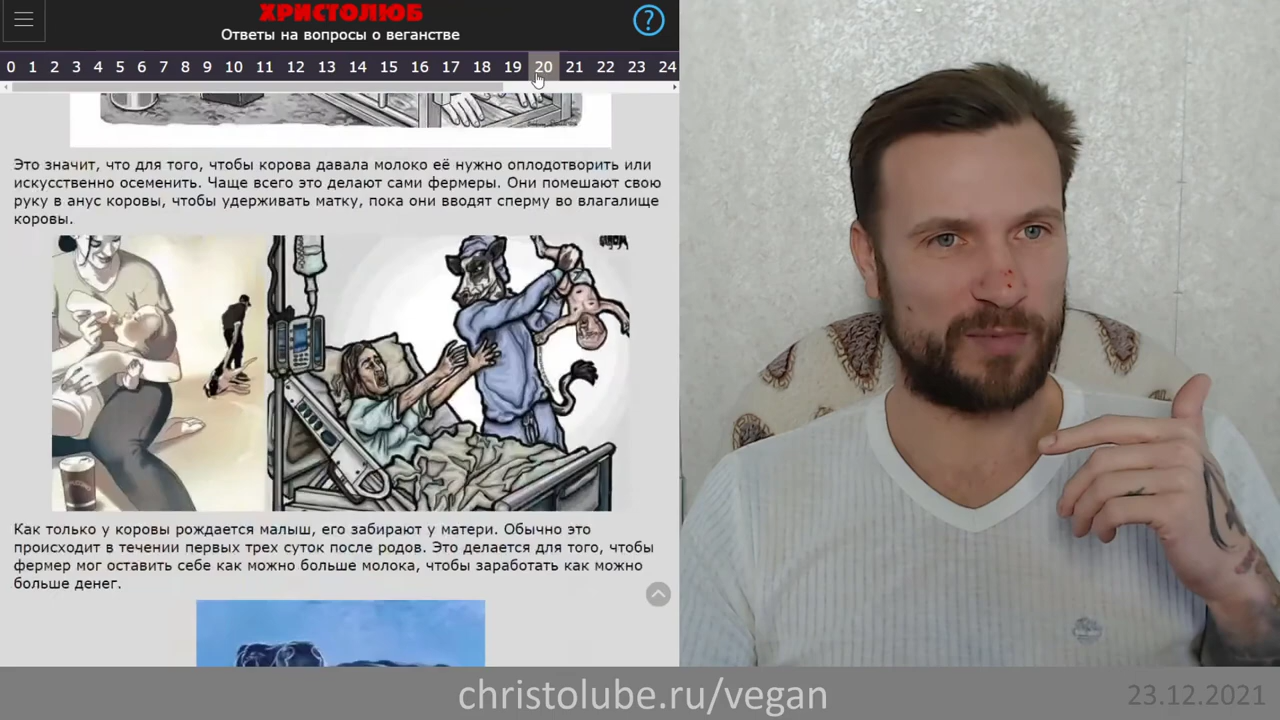 ХРИСТОЛЮБ
Ответы на вопросы о веганстве
?
0 1 2 3 4 5 6 7 8 9 10 11 12 13 14 15 16 17 18 19 20 21 22 23 24
Это значит, что для того, чтобы корова давала молоко её нужно оплодотворить или
искусственно осеменить. Чаще всего это делают сами фермеры. Они помешают свою
руку в анус коровы, чтобы удерживать матку, пока они вводят сперму во влагалище
коровы.
Как только у коровы рождается малыш, его забирают у матери. Обычно это
происходит в течении первых трех суток после родов. Это делается для того, чтобы
фермер мог оставить себе как можно больше молока, чтобы заработать как можно
больше денег.
christolube.ru/vegan
23.12.2021